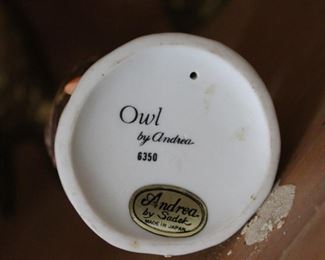 Owl
by Andrea
6350
Andrea
by Sadek
MADE IN JAPAN